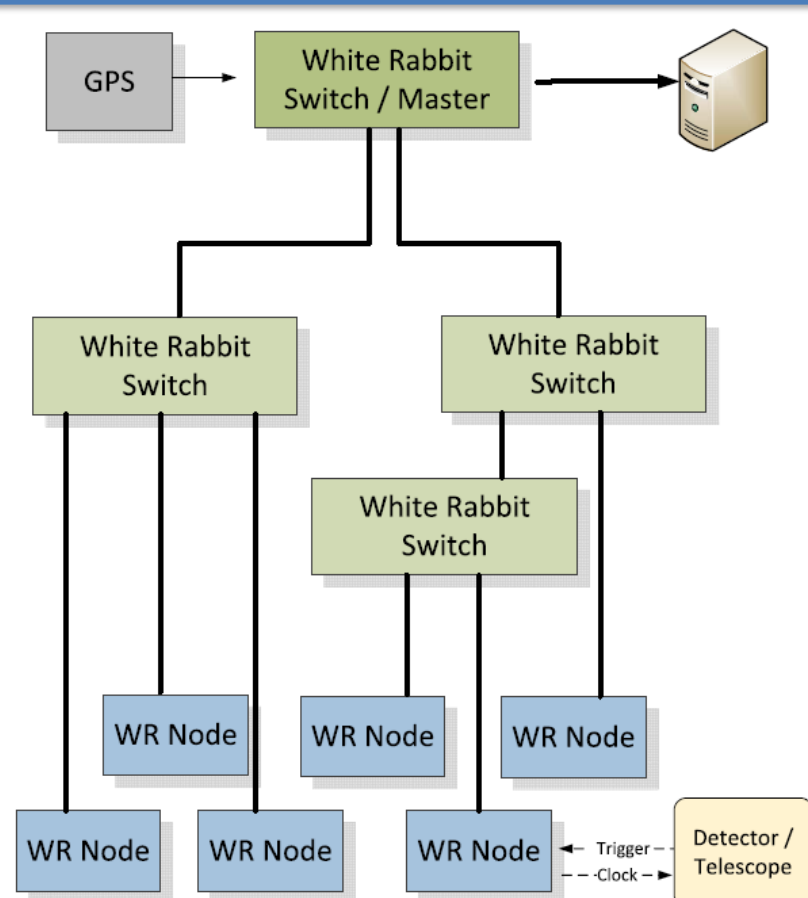 GPS
White Rabbit
Switch / Master
White Rabbit
Switch
White Rabbit
Switch
White Rabbit
Switch
WR Node
WR Node
WR Node
WR Node
WR Node
WR Node
Trigger
Clock
Detector /
Telescope